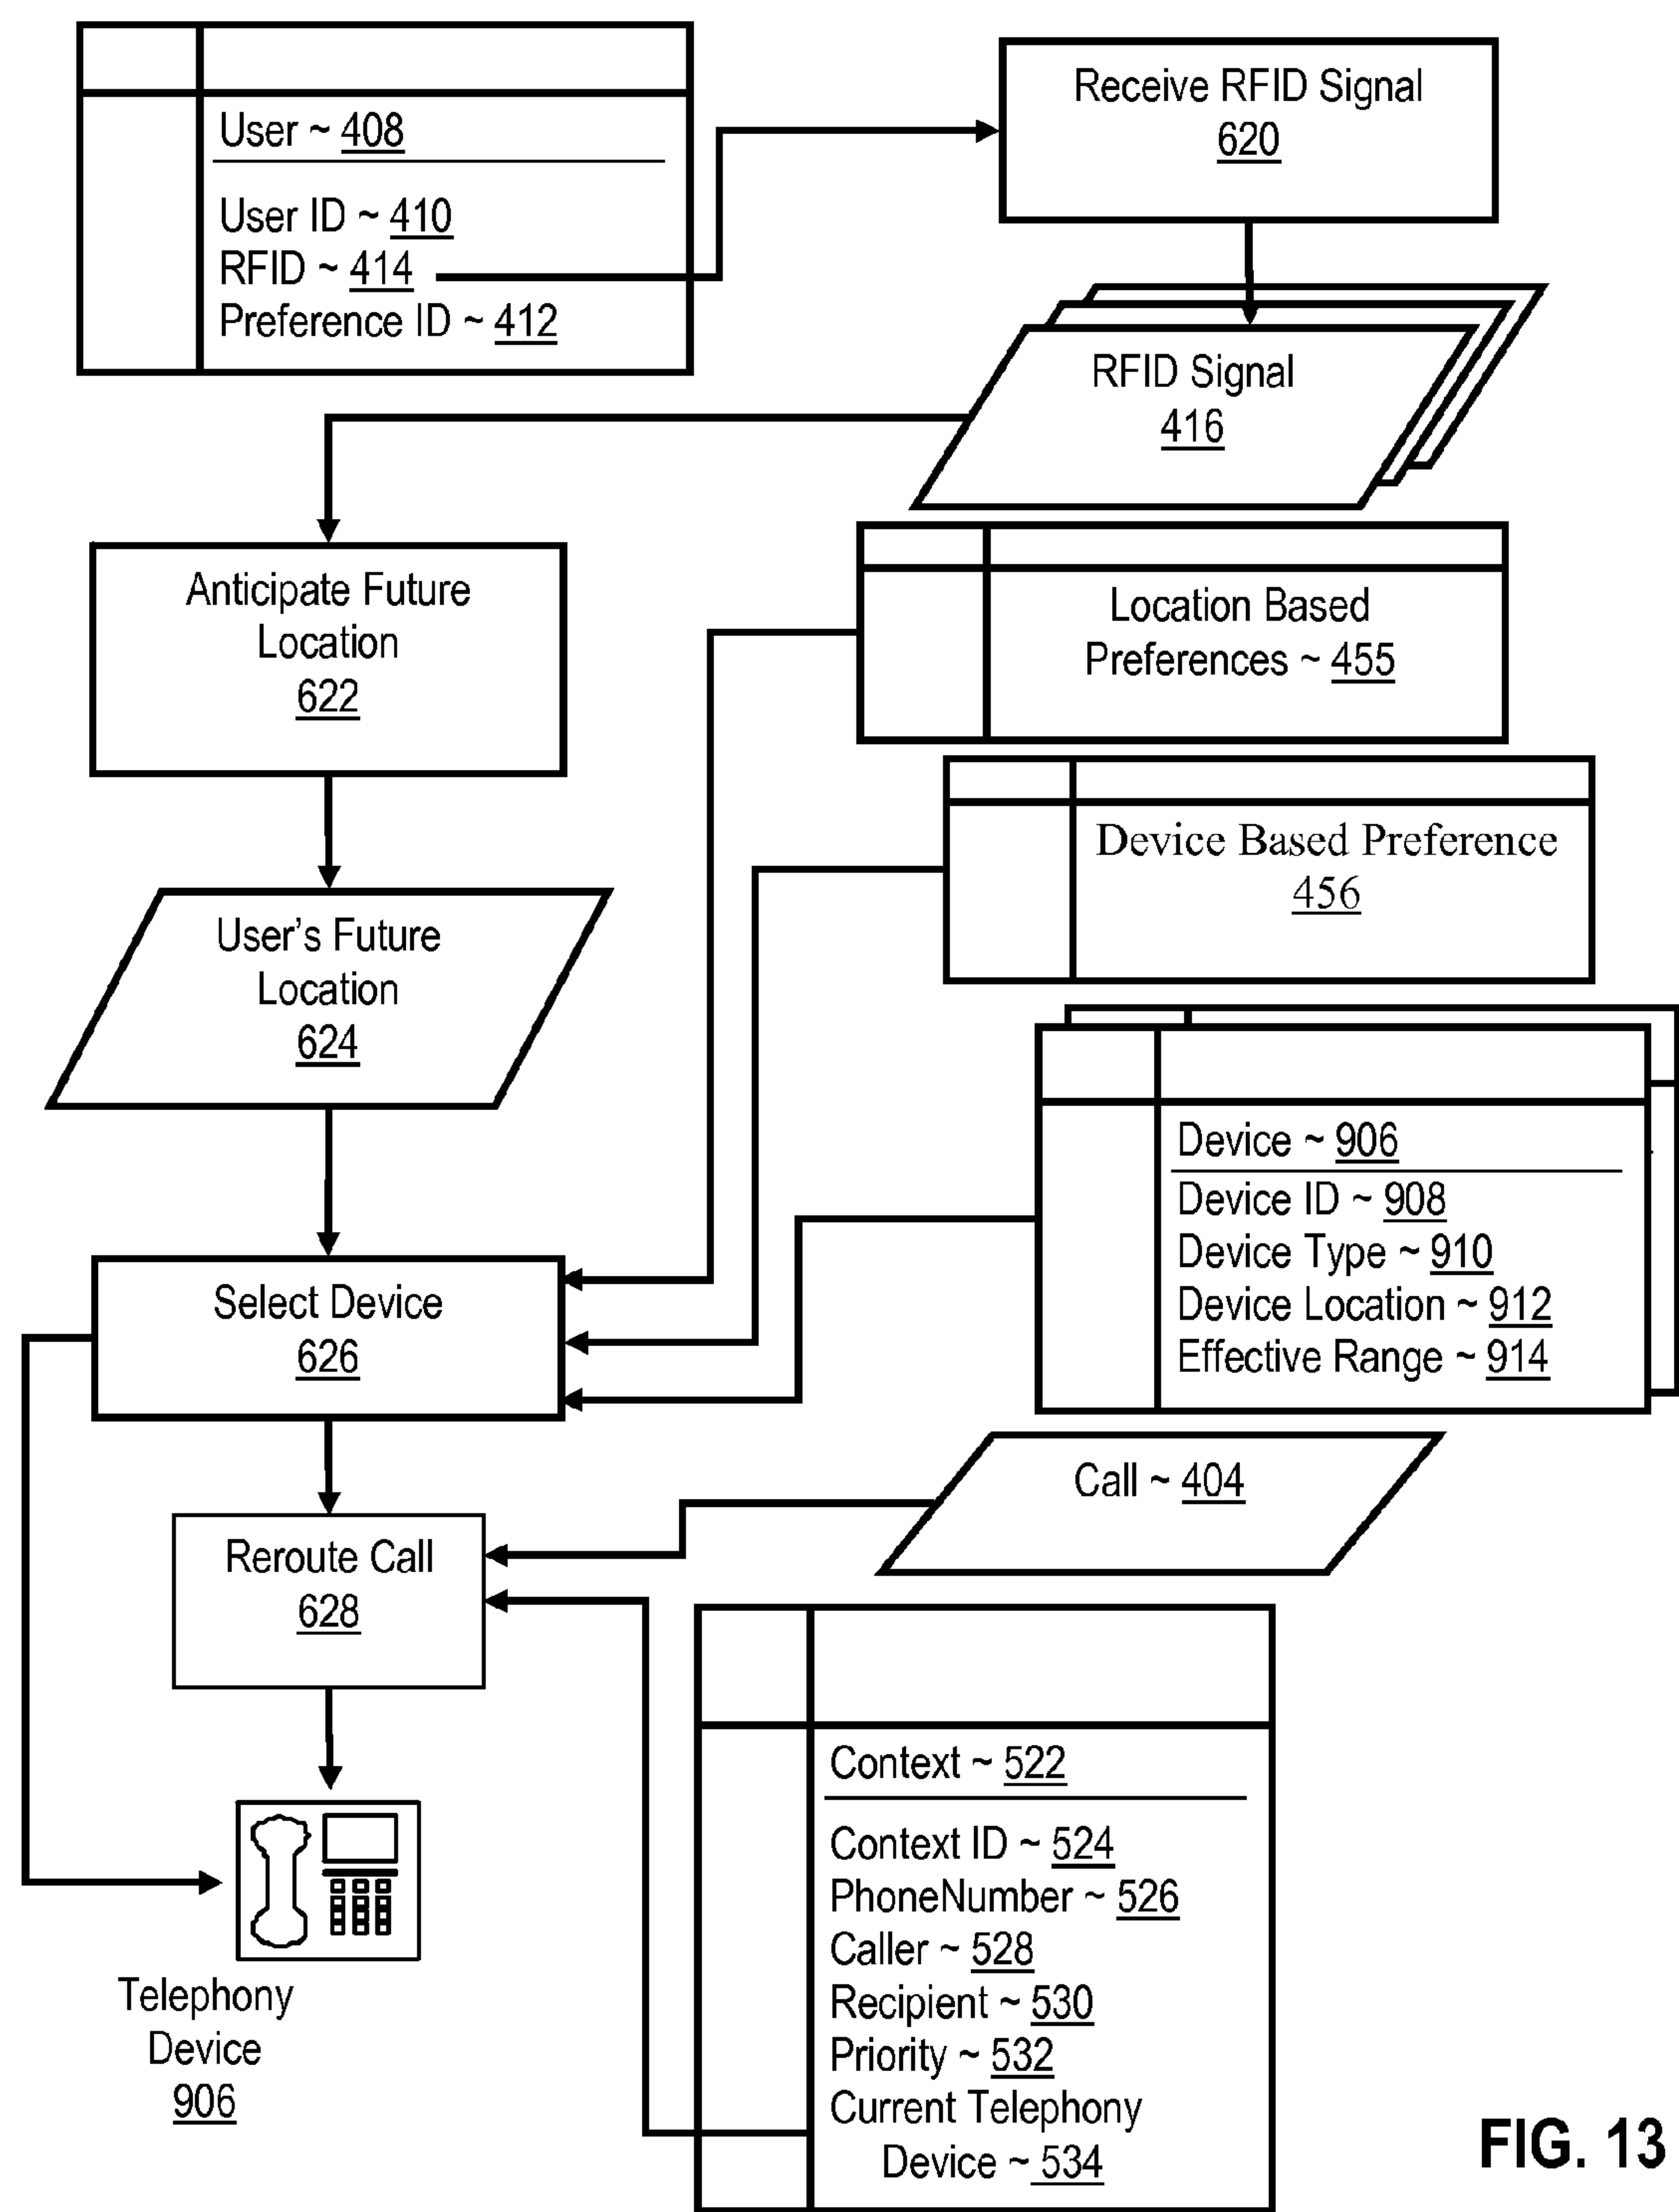 User ~ 408
User ID ~ 410
RFID ~ 414
Preference ID ~ 412
Receive RFID Signal
620
RFID Signal
416
Anticipate Future
Location
622
Location Based
Preferences ~ 455
Device Based Preference
456
User's Future
Location
624
Device ~ 906
Device ID ~ 908
Device Type ~ 910
Device Location ~ 912
Effective Range ~ 914
Select Device
626
Call ~ 404
Reroute Call
628
Context ~ 522
Context ID ~ 524
PhoneNumber ~ 526
Caller ~ 528
Recipient ~ 530
Priority ~ 532
Current Telephony
Device ~ 534
Telephony
Device
906
FIG. 13